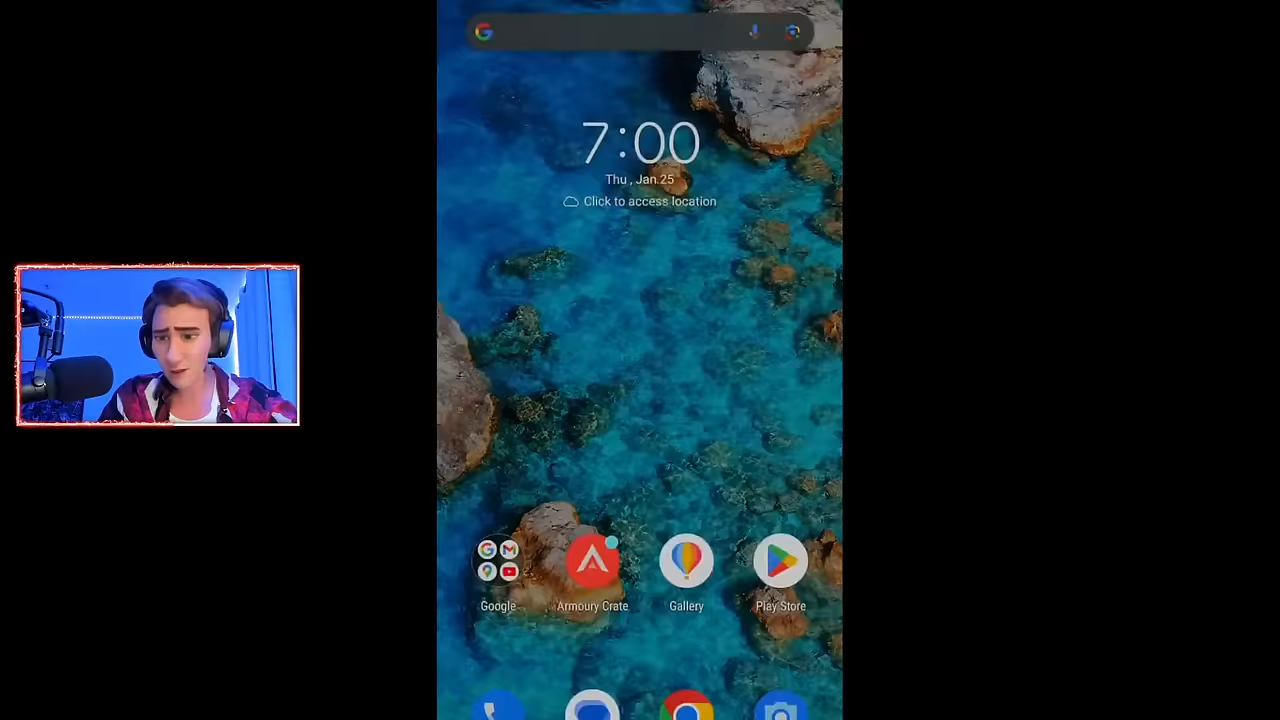 7:00
Thu , Jan 25
Click to access location
Google
Armoury Crate
Gallery
Play Store